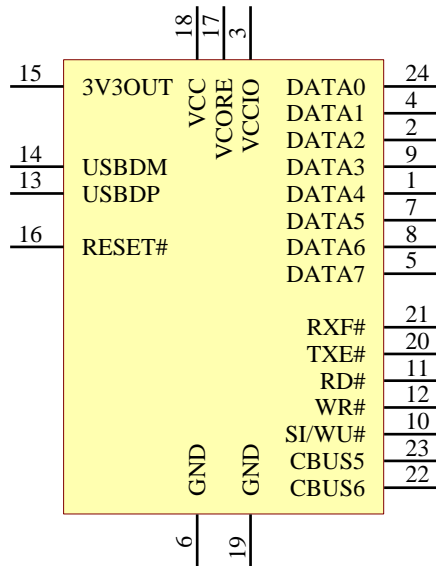 18 17 3
15 3V3OUT VCC VCORE VCCIO DATA0 24
DATA1 4
DATA2 2
14 USBDM DATA3 9
13 USBDP DATA4 1
DATA5 7
16 RESET# DATA6 8
DATA7 5
RXF# 21
TXE# 20
RD# 11
WR# 12
SI/WU# 10
CBUS5 23
GND GND CBUS6 22
6 19